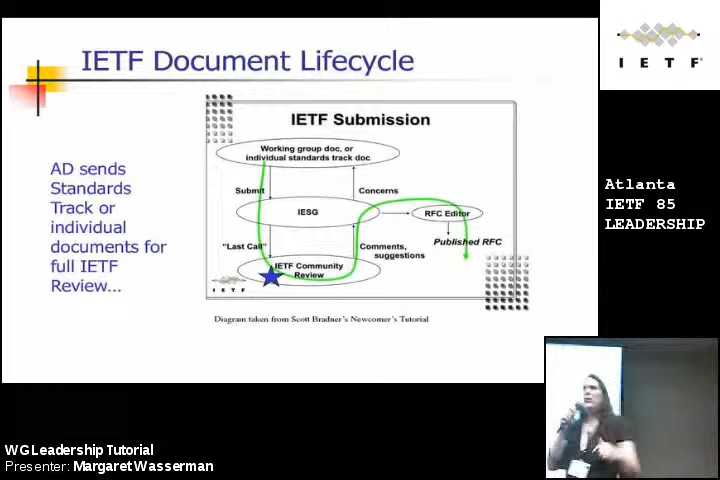 IETF Document Lifecycle
IETF Submission
Working group doc, or
individual standards track doc
Submit
Concerns
IESG
RFC Editor
Published RFC
"Last Call"
Comments,
suggestions
IETF Community
Review
I E T F
Diagram taken from Scott Bradner's Newcomer's Tutorial
AD sends
Standards
Track or
individual
documents for
full IETF
Review...
I E T F®
Atlanta
IETF 85
LEADERSHIP
WG Leadership Tutorial
Presenter: Margaret Wasserman